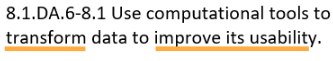 8.1.DA.6-8.1 Use computational tools to
transform data to improve its usability.